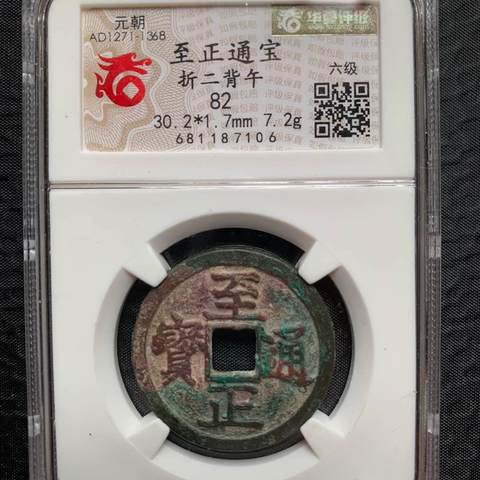 元朝
AD1271-1368
至正通宝
折二背午
82
30.2*1.7mm 7.2g
681187106
华夏评级
六级
至正通寳